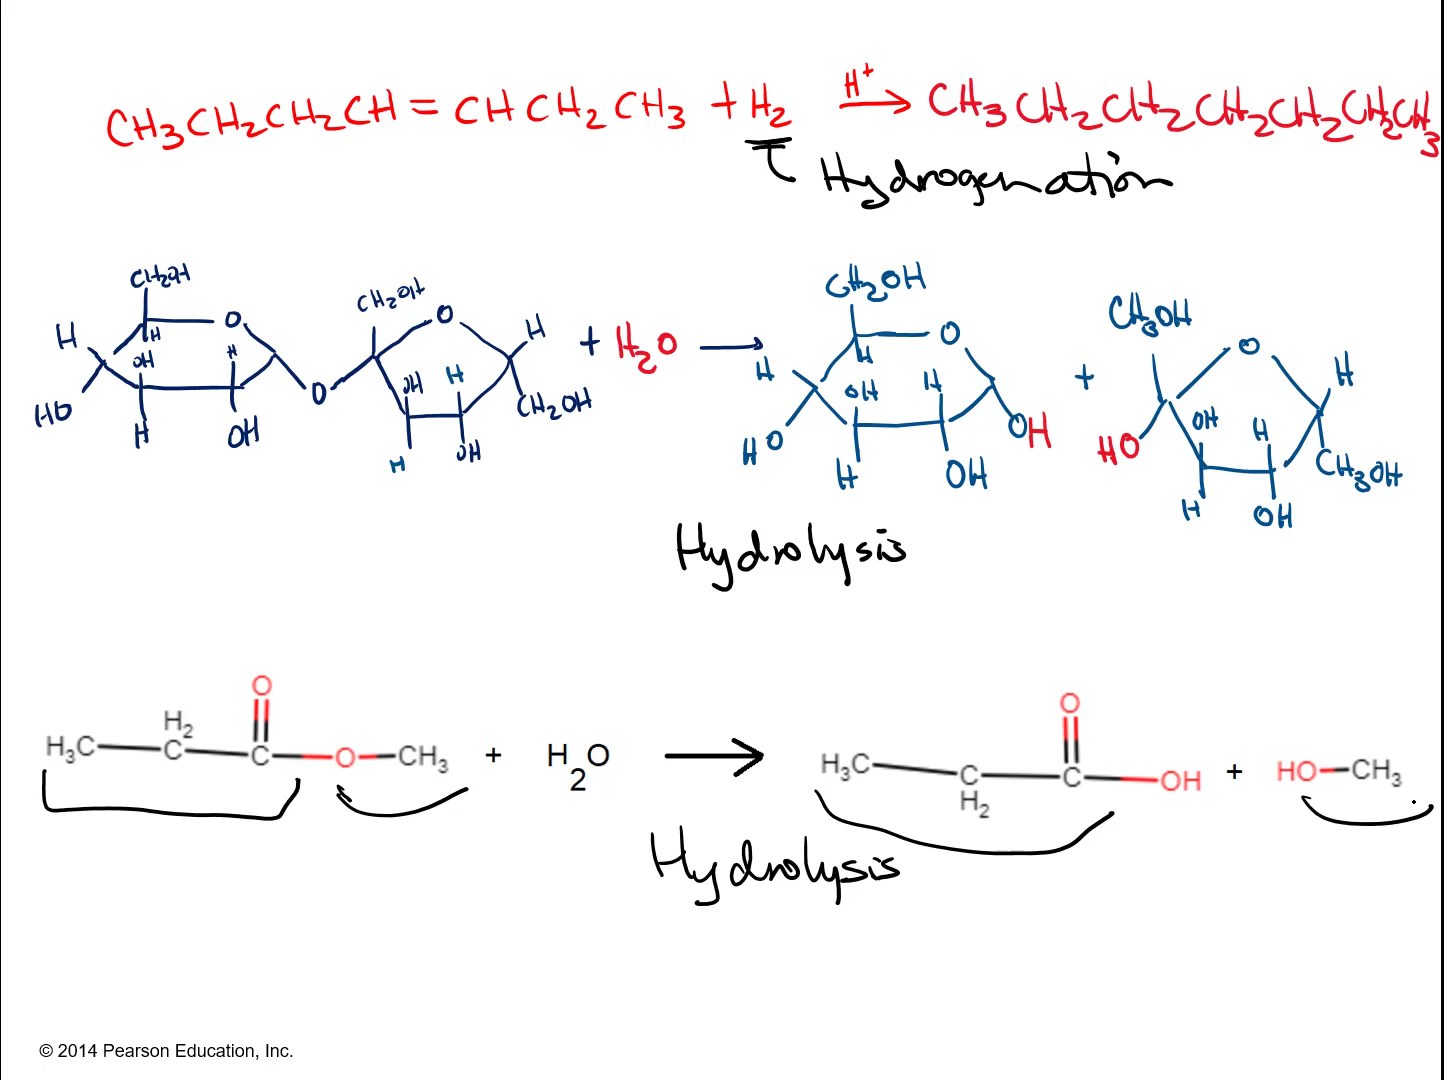 CH₃CH₂CH₂CH=CHCH₂CH₃ + H₂ H⁺→ CH₃CH₂CH₂CH₂CH₂CH₂CH₃
Hydrogenation
CH₂OH CH₂OH CH₂OH CH₃OH
H O H OH H O O H OH H H + H₂O → H O H OH H + O H OH H
HO H OH H OH CH₂OH HO H OH OH HO H OH CH₃OH
Hydrolysis
H₃C H₂ C C O O CH₃ + H₂O → H₃C C H₂ C O OH + HO CH₃
Hydrolysis
© 2014 Pearson Education, Inc.